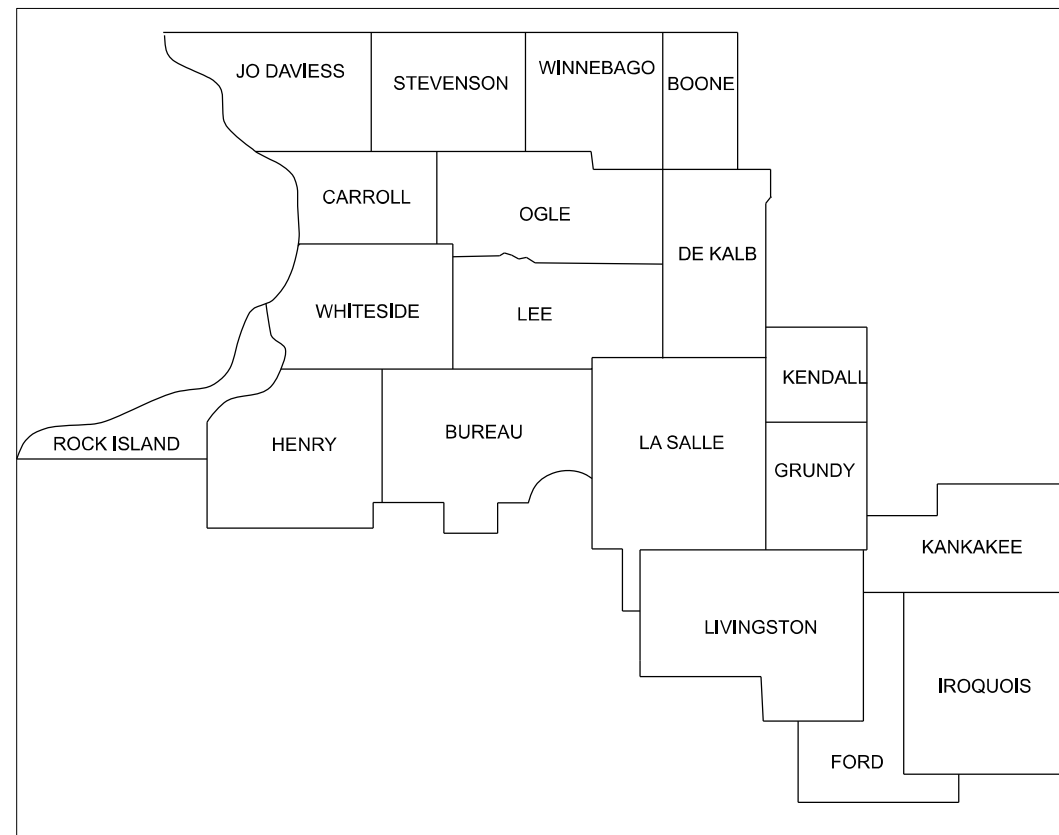 JO DAVIESS
STEVENSON
WINNEBAGO
BOONE
CARROLL
OGLE
DE KALB
WHITESIDE
LEE
KENDALL
ROCK ISLAND
HENRY
BUREAU
LA SALLE
GRUNDY
KANKAKEE
LIVINGSTON
IROQUOIS
FORD